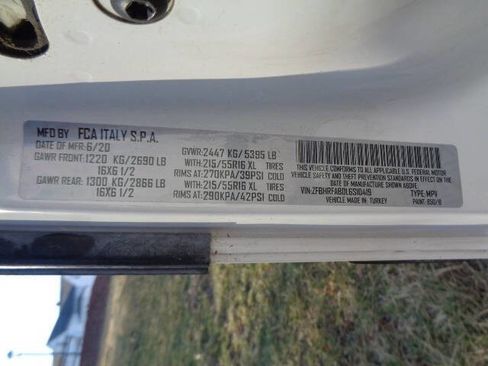 MFD BY FCA ITALY S.P.A.
DATE OF MFR: 6/20 GVWR: 2447 KG/5395 LB
GAWR FRONT: 1220 KG/2690 LB WITH: 215/55R16 XL TIRES
16X6 1/2 RIMS AT: 270KPA/39PSI COLD
GAWR REAR: 1300 KG/2866 LB WITH: 215/55R16 XL TIRES
16X6 1/2 RIMS AT: 290KPA/42PSI COLD
THIS VEHICLE CONFORMS TO ALL APPLICABLE U.S. FEDERAL MOTOR
VEHICLE SAFETY AND THEFT PREVENTION STANDARDS IN EFFECT
ON THE DATE OF MANUFACTURE SHOWN ABOVE.
TYPE: MPV
VEHICLE MADE IN: TURKEY